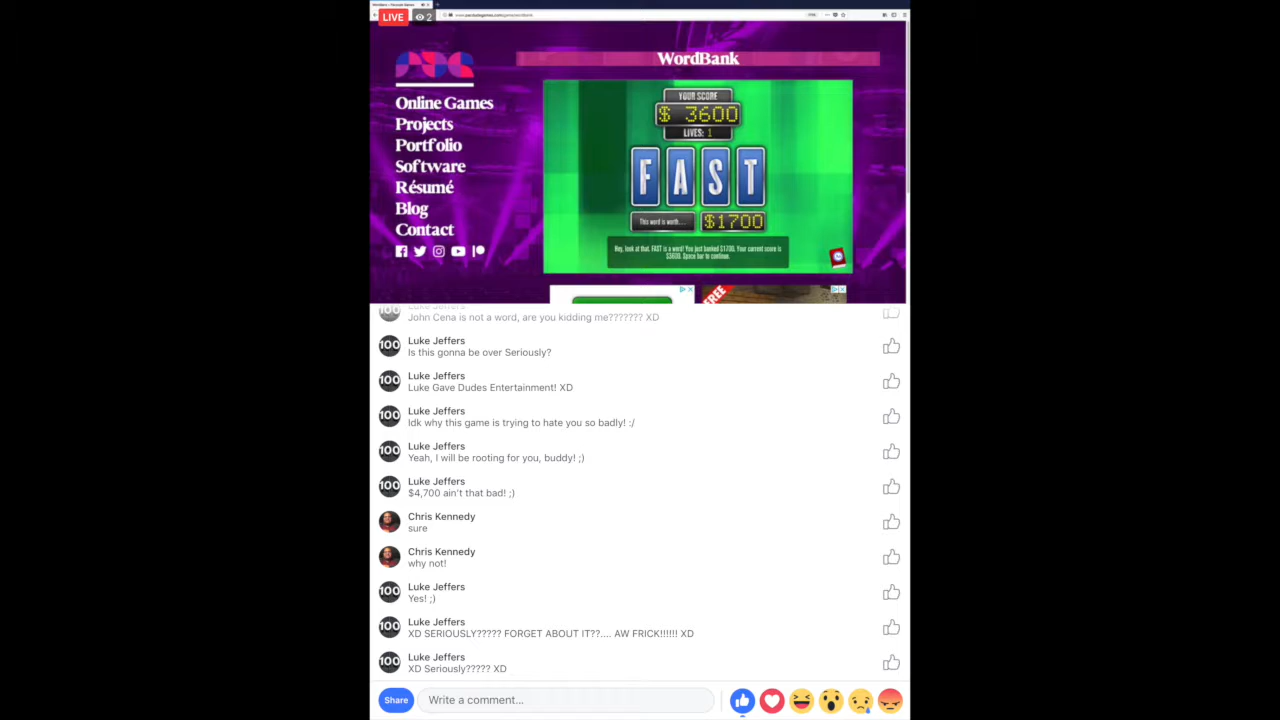 LIVE
2
WordBank
YOUR SCORE
$ 3600
LIVES: 1
FAST
This word is worth....
$1700
Hey, look at that. FAST is a word! You just banked $1700. Your current score is
$3600. Space bar to continue.
Online Games
Projects
Portfolio
Software
Résumé
Blog
Contact
FREE
Luke Jeffers
John Cena is not a word, are you kidding me??????? XD
Luke Jeffers
Is this gonna be over Seriously?
Luke Jeffers
Luke Gave Dudes Entertainment! XD
Luke Jeffers
Idk why this game is trying to hate you so badly! :/
Luke Jeffers
Yeah, I will be rooting for you, buddy! ;)
Luke Jeffers
$4,700 ain't that bad! ;)
Chris Kennedy
sure
Chris Kennedy
why not!
Luke Jeffers
Yes! ;)
Luke Jeffers
XD SERIOUSLY????? FORGET ABOUT IT??.... AW FRICK!!!!!! XD
Luke Jeffers
XD Seriously????? XD
Share
Write a comment...